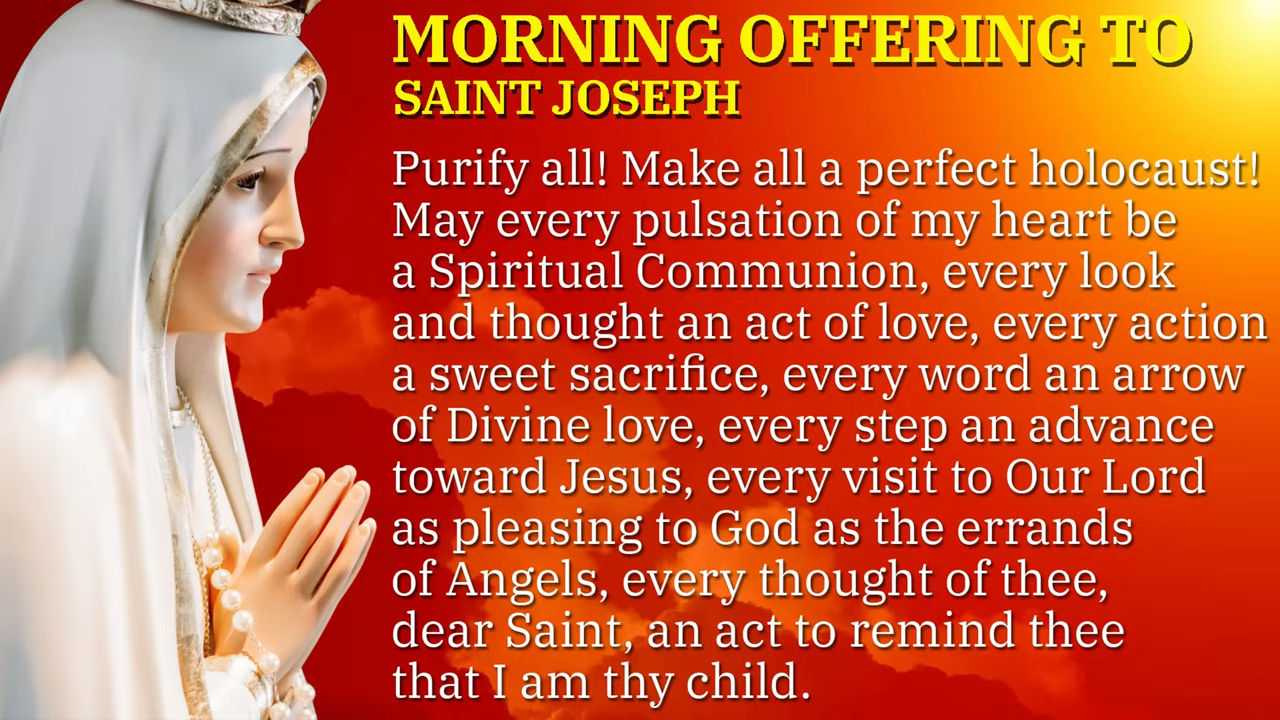 MORNING OFFERING TO
SAINT JOSEPH
Purify all! Make all a perfect holocaust!
May every pulsation of my heart be
a Spiritual Communion, every look
and thought an act of love, every action
a sweet sacrifice, every word an arrow
of Divine love, every step an advance
toward Jesus, every visit to Our Lord
as pleasing to God as the errands
of Angels, every thought of thee,
dear Saint, an act to remind thee
that I am thy child.